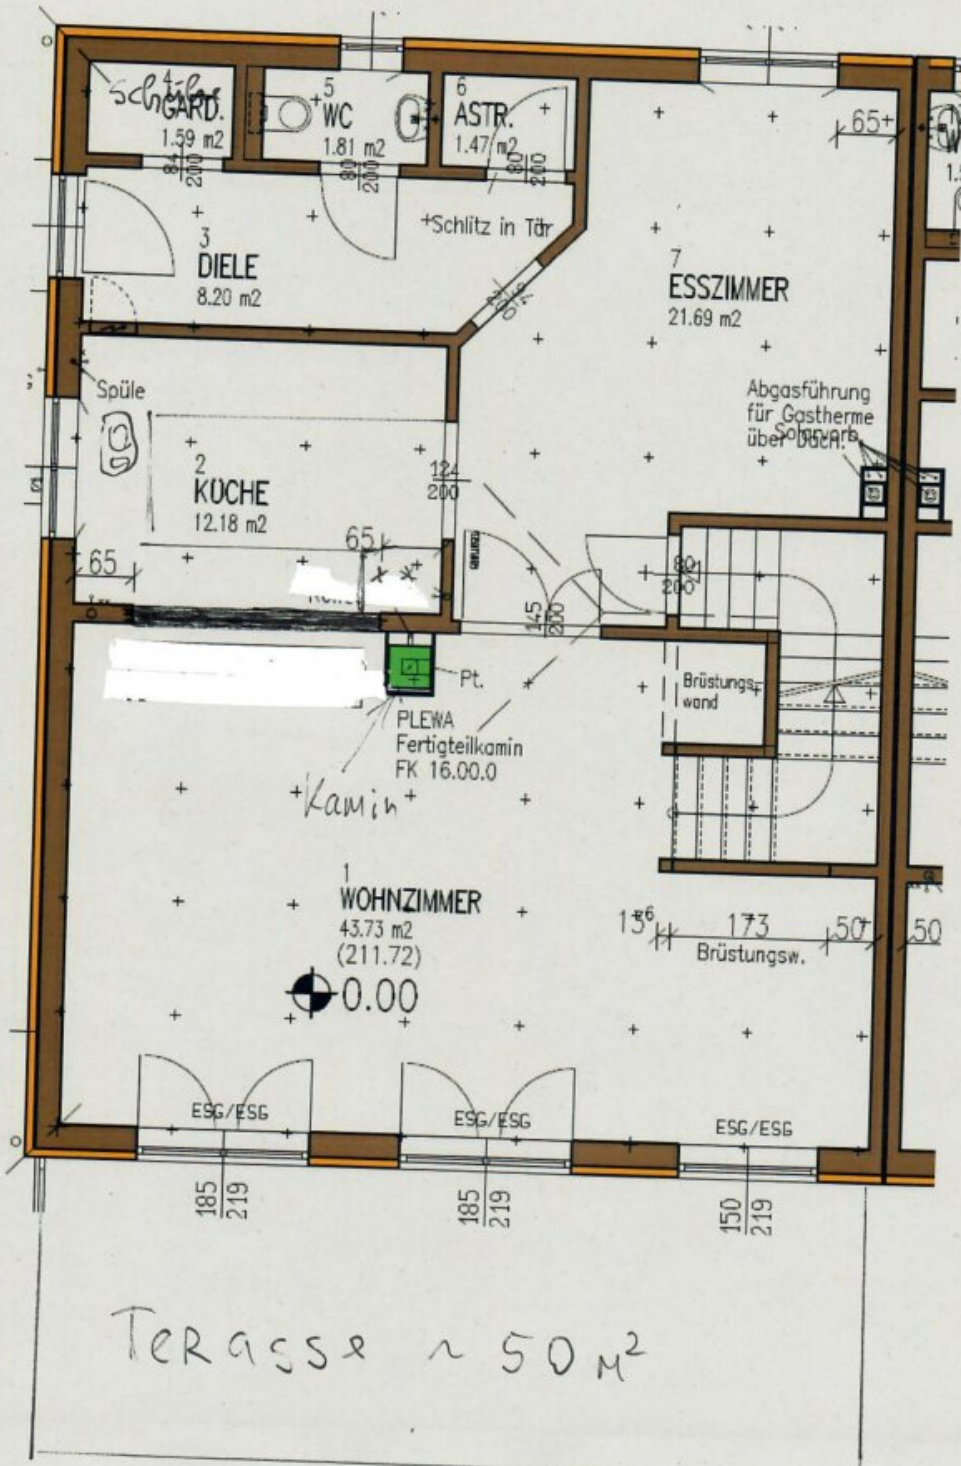 4
GARD.
1.59 m2
84
200
5
WC
1.81 m2
80
200
6
ASTR.
1.47 m2
80
200
65
3
DIELE
8.20 m2
Schlitz in Tür
7
ESSZIMMER
21.69 m2
Spüle
Abgasführung
für Gastherme
über Dach.
2
KÜCHE
12.18 m2
124
200
65
65
80
200
145
200
Pt.
PLEWA
Fertigteilkamin
FK 16.00.0
Kamin
Brüstungs-
wand
1
WOHNZIMMER
43.73 m2
(211.72)
0.00
173
50
50
Brüstungsw.
ESG/ESG
ESG/ESG
ESG/ESG
185
219
185
219
150
219
TERasse ~ 50 m²